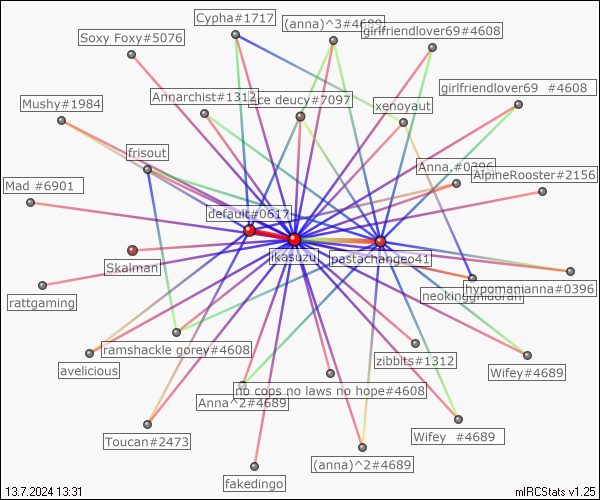 Cypha#1717
(anna)^3#4689
girlfriendlover69#4608
Soxy Foxy#5076
girlfriendlover69 #4608
Annarchist#1312
ace deucy#7097
Mushy#1984
xenoyaut
frisout
Anna.#0396
AlpineRooster#2156
Mad #6901
default#0617
ikasuzu
pastachange041
Skalman
hypomanianna#0396
neokingghidorah
rattgaming
ramshackle gorey#4608
zibbits#1312
avelicious
Wifey#4689
no cops no laws no hope#4608
Anna^2#4689
Toucan#2473
Wifey #4689
(anna)^2#4689
fakedingo
13.7.2024 13:31
mIRCStats v1.25